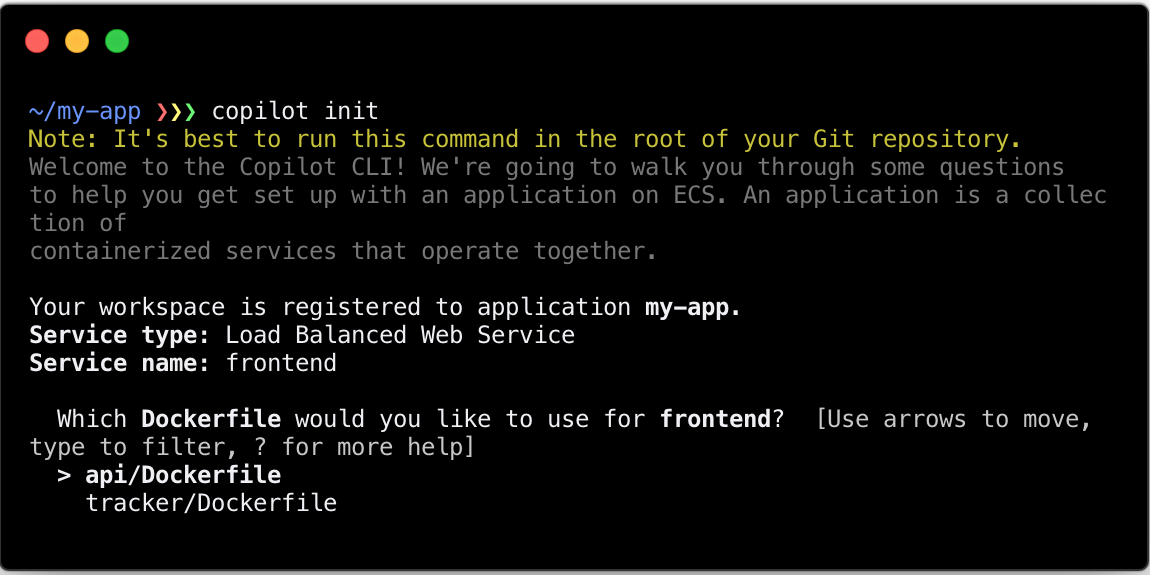 ~/my-app ❯❯❯ copilot init
Note: It's best to run this command in the root of your Git repository.
Welcome to the Copilot CLI! We're going to walk you through some questions
to help you get set up with an application on ECS. An application is a collec
tion of
containerized services that operate together.
Your workspace is registered to application my-app.
Service type: Load Balanced Web Service
Service name: frontend
Which Dockerfile would you like to use for frontend?  [Use arrows to move,
type to filter, ? for more help]
> api/Dockerfile
tracker/Dockerfile